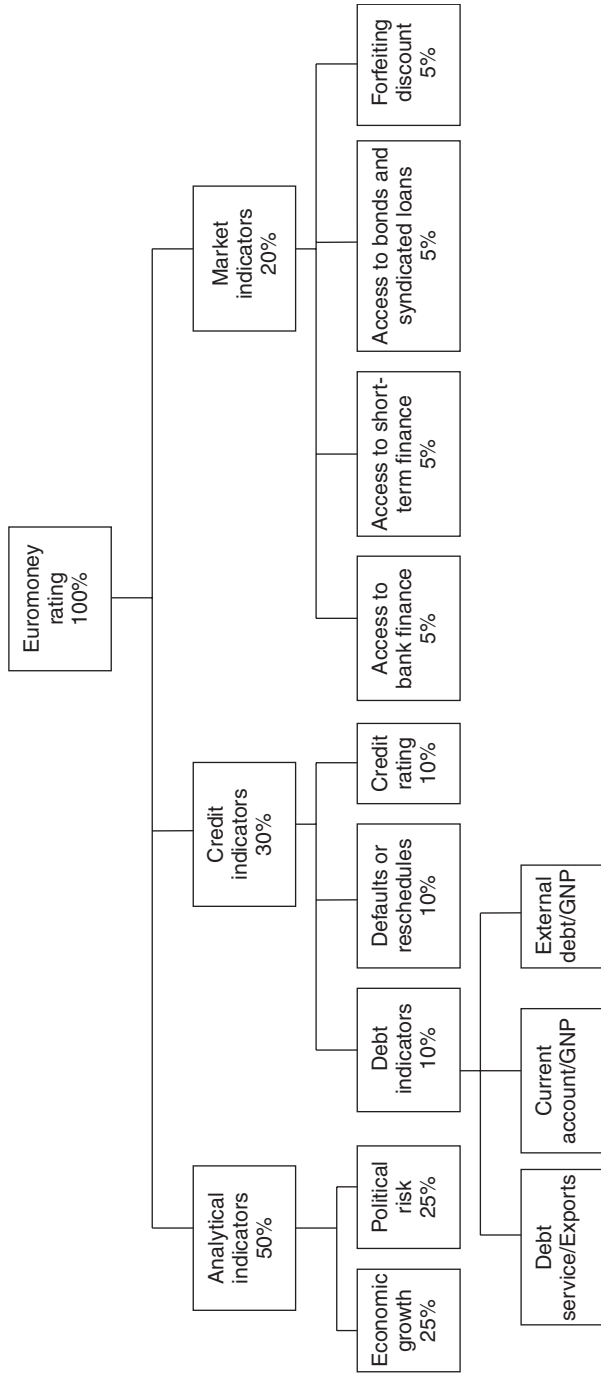 Euromoney
rating
100%
Analytical
indicators
50%
Credit
indicators
30%
Market
indicators
20%
Economic
growth
25%
Political
risk
25%
Debt
indicators
10%
Defaults or
reschedules
10%
Credit
rating
10%
Access to
bank finance
5%
Access to short-
term finance
5%
Access to bonds and
syndicated loans
5%
Forfeiting
discount
5%
Debt
service/Exports
Current
account/GNP
External
debt/GNP